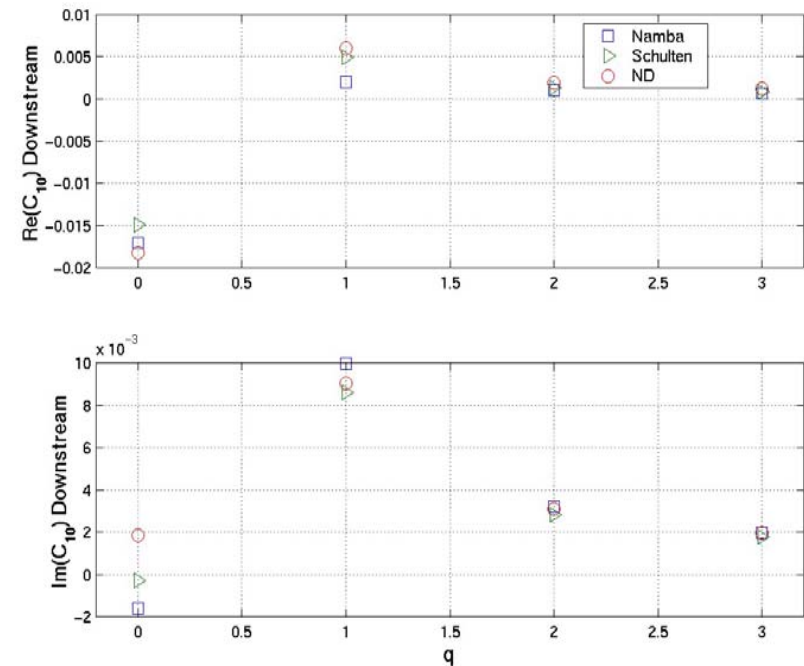 0.01
0.005
0
-0.005
-0.01
-0.015
-0.02
Re(C10) Downstream
Namba
Schulten
ND
0 0.5 1 1.5 2 2.5 3
× 10-3
10
8
6
4
2
0
-2
Im(C10) Downstream
0 0.5 1 1.5 2 2.5 3
q